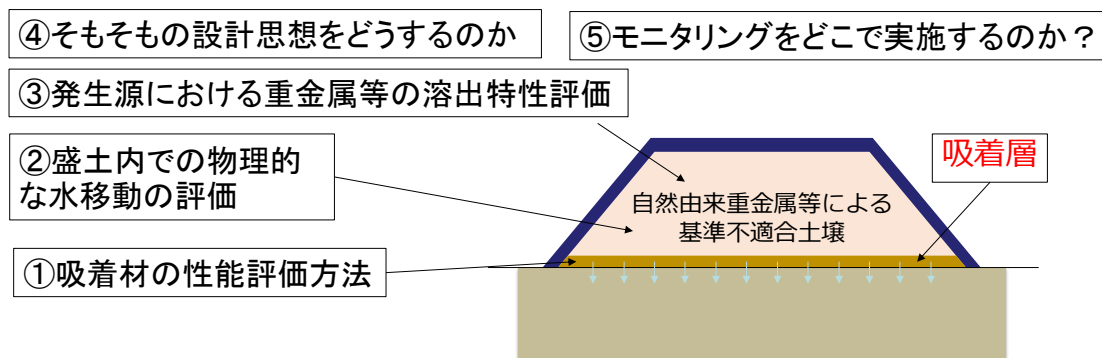 ④そもそもの設計思想をどうするのか
⑤モニタリングをどこで実施するのか？
③発生源における重金属等の溶出特性評価
②盛土内での物理的
な水移動の評価
吸着層
自然由来重金属等による
基準不適合土壌
①吸着材の性能評価方法